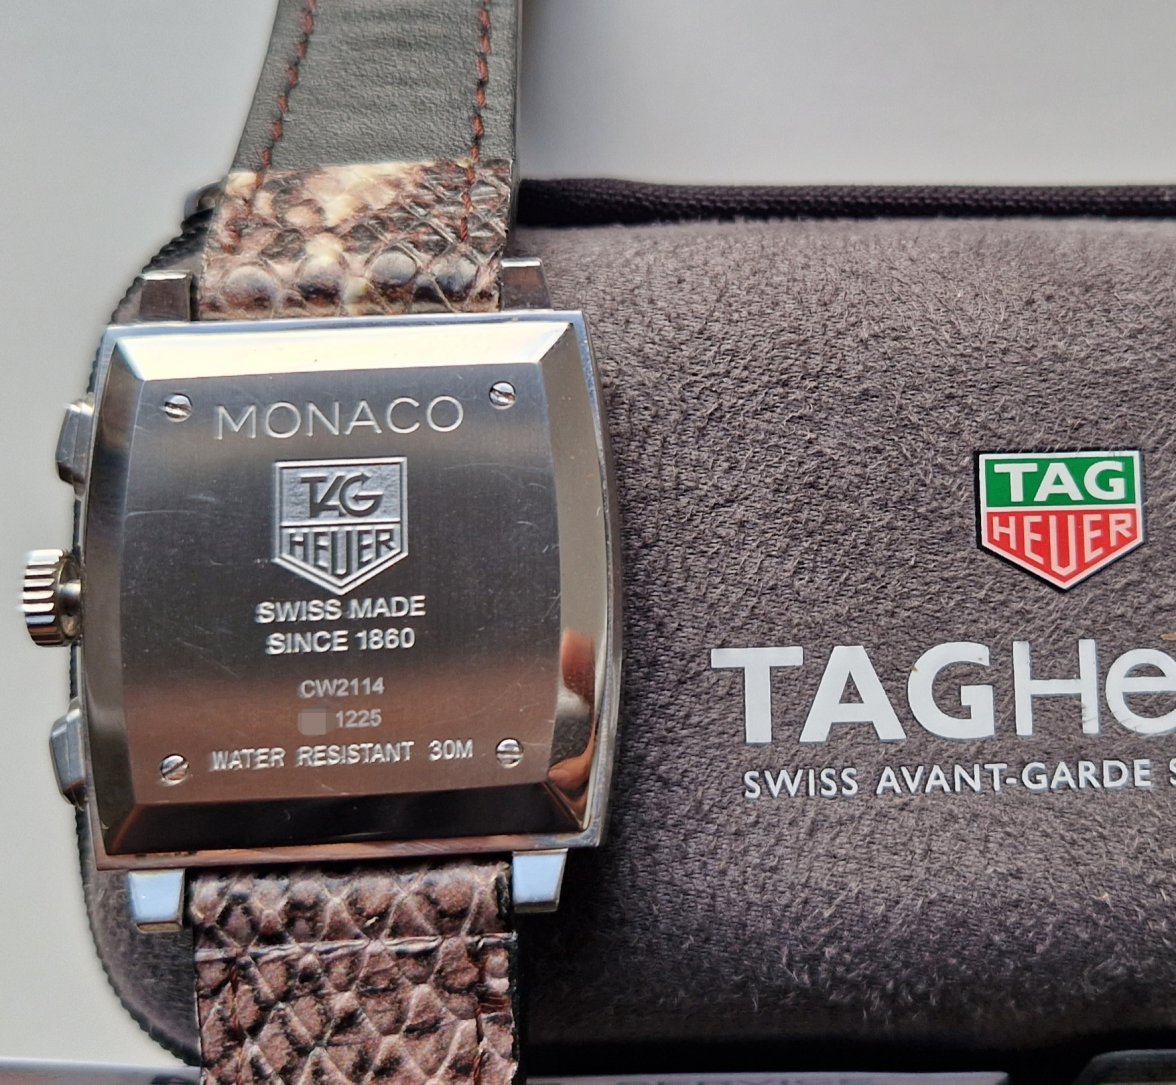 MONACO
TAG
HEUER
SWISS MADE
SINCE 1860
CW2114
1225
WATER RESISTANT 30M
TAG
HEUER
TAGHe
SWISS AVANT-GARDE S